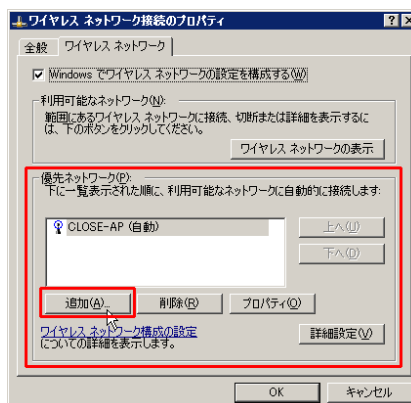 ワイヤレス ネットワーク接続のプロパティ
全般 ワイヤレス ネットワーク
Windows でワイヤレス ネットワークの設定を構成する(W)
利用可能なネットワーク(N):
範囲にあるワイヤレス ネットワークに接続、切断または詳細を表示するに
は、下のボタンをクリックしてください。
ワイヤレス ネットワークの表示
優先ネットワーク(P):
下に一覧表示された順に、利用可能なネットワークに自動的に接続します:
CLOSE-AP (自動)
上へ(U)
下へ(D)
追加(A)... 削除(R) プロパティ(O)
ワイヤレス ネットワーク構成の設定
についての詳細を表示します。
詳細設定(V)
OK キャンセル